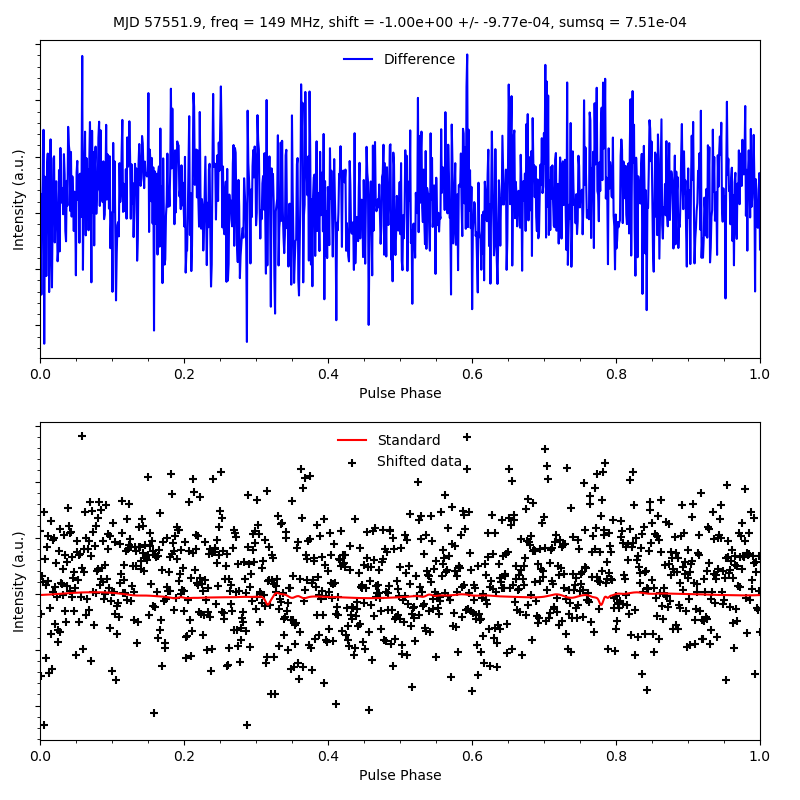 MJD 57551.9, freq = 149 MHz, shift = -1.00e+00 +/- -9.77e-04, sumsq = 7.51e-04
Difference
Intensity (a.u.)
0.0 0.2 0.4 0.6 0.8 1.0
Pulse Phase
Standard
Shifted data
Intensity (a.u.)
0.0 0.2 0.4 0.6 0.8 1.0
Pulse Phase